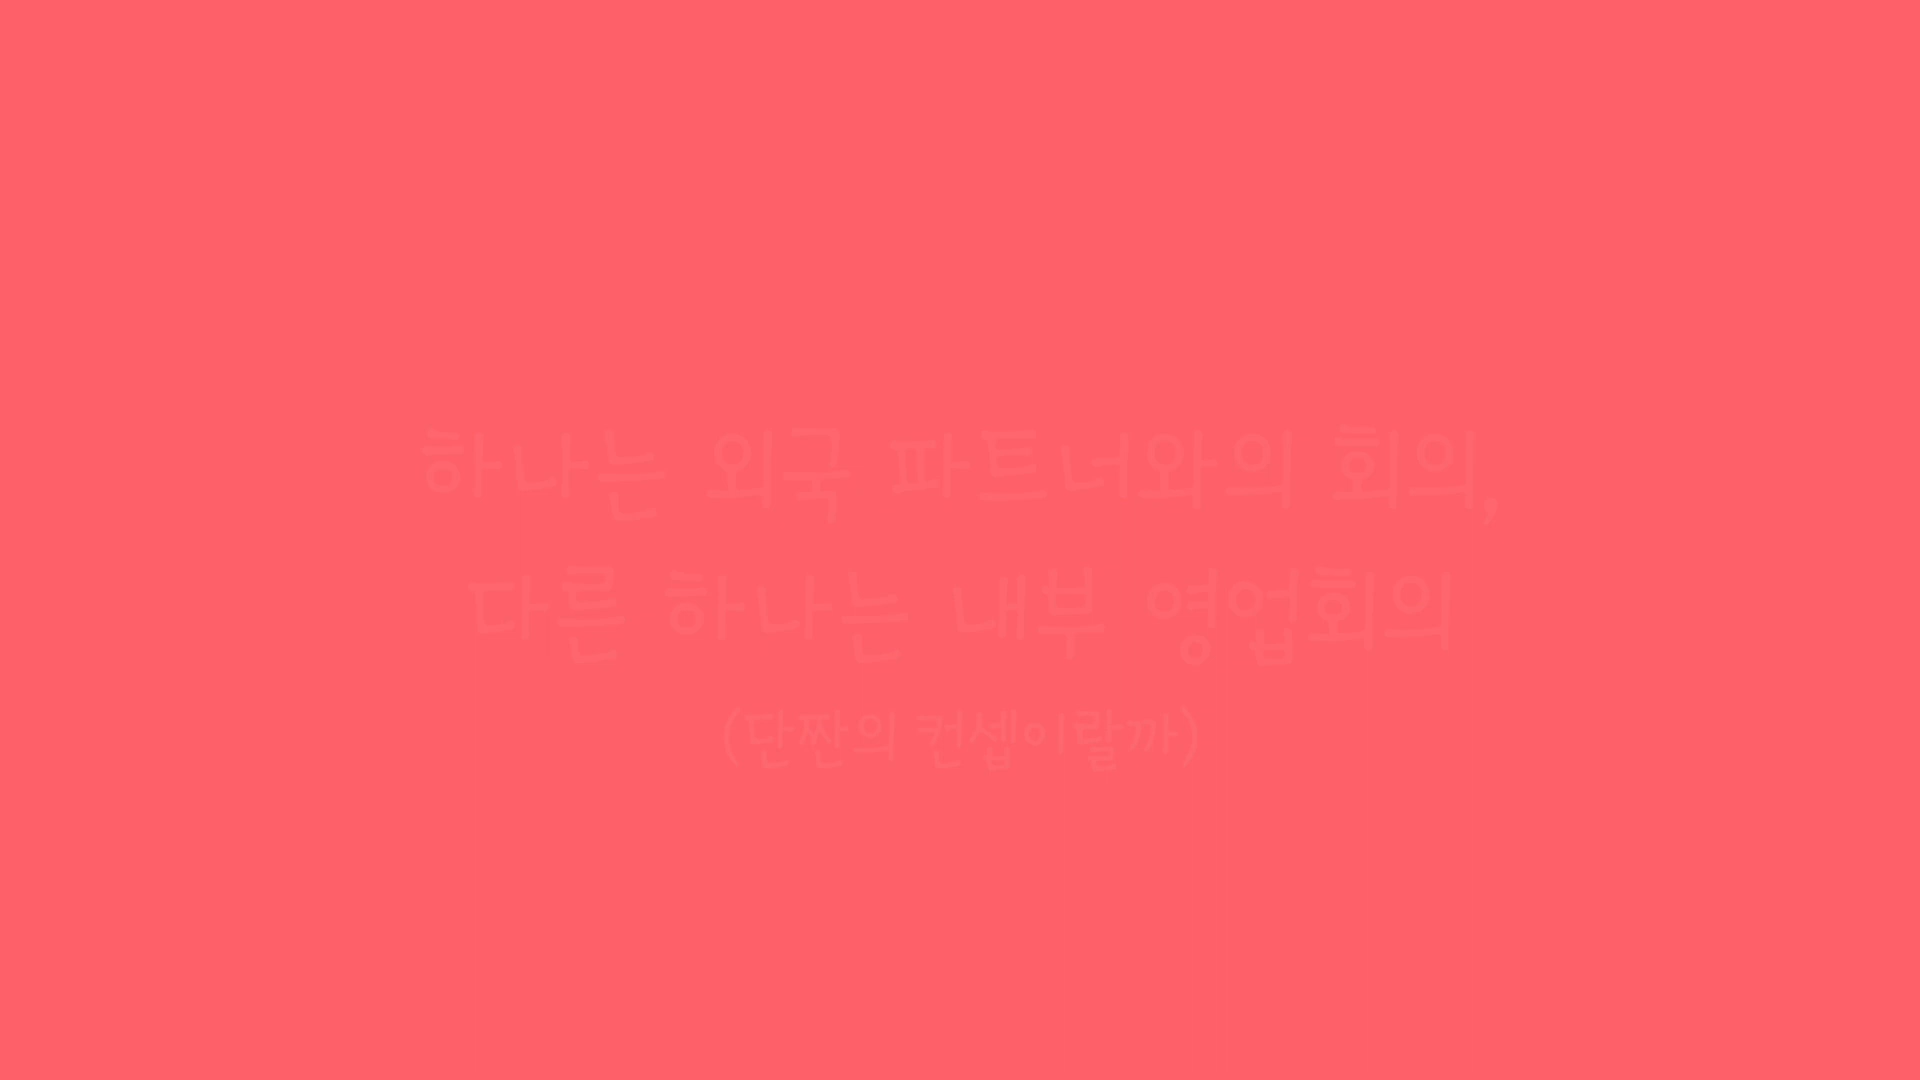 하나는 외국 파트너와의 회의,
다른 하나는 내부 영업회의
(단짠의 컨셉이랄까)